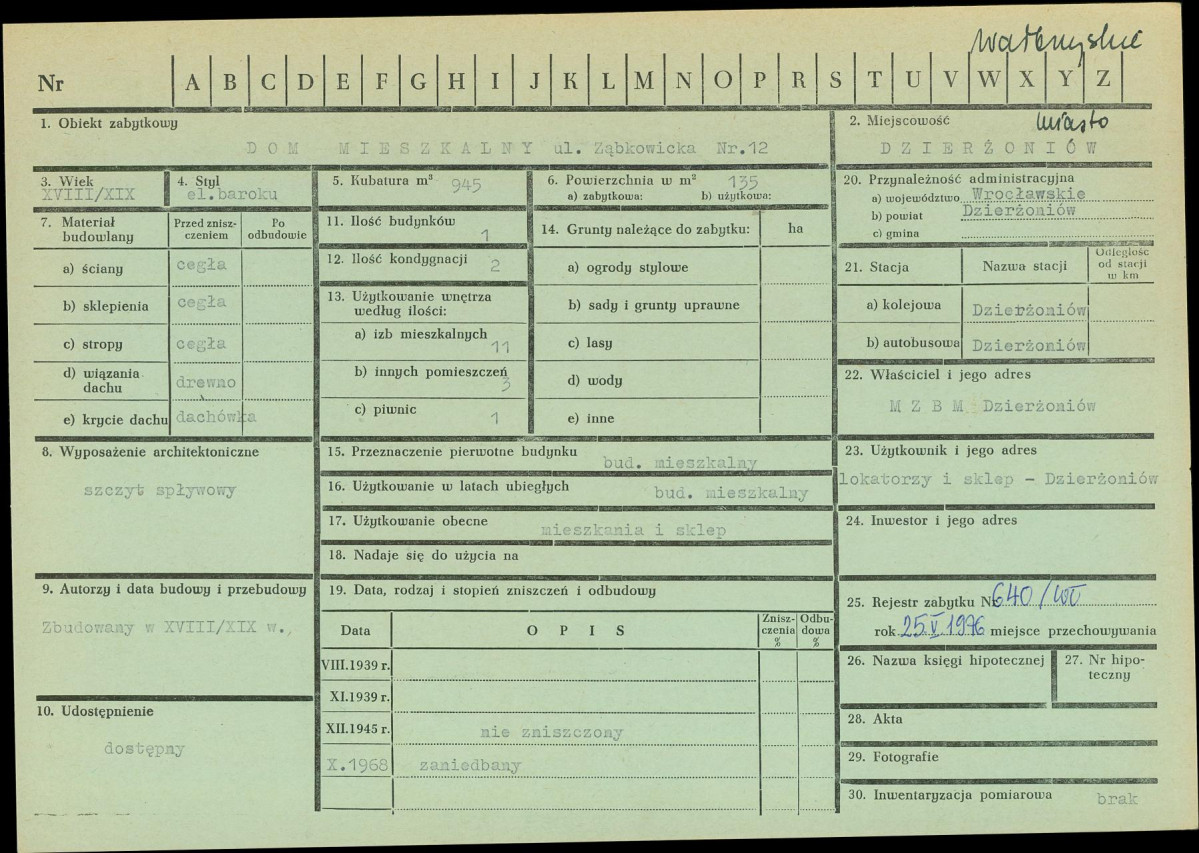 Wałbrzyskie
Nr A B C D E F G H I J K L M N O P R S T U V W X Y Z
1. Obiekt zabytkowy
DOM MIESZKALNY ul. Ząbkowicka Nr.12
2. Miejscowość miasto
DZIERŻONIÓW
3. Wiek
XVIII/XIX
4. Styl
el.baroku
5. Kubatura m³ 945
6. Powierzchnia w m² 135
a) zabytkowa: b) użytkowa:
20. Przynależność administracyjna
a) województwo Wrocławskie
b) powiat Dzierżoniów
c) gmina
7. Materiał budowlany
Przed zniszczeniem
Po odbudowie
a) ściany cegła
b) sklepienia cegła
c) stropy cegła
d) wiązania dachu drewno
e) krycie dachu dachówka
11. Ilość budynków 1
12. Ilość kondygnacji 2
13. Użytkowanie wnętrza
według ilości:
a) izb mieszkalnych 11
b) innych pomieszczeń 3
c) piwnic 1
14. Grunty należące do zabytku: ha
a) ogrody stylowe
b) sady i grunty uprawne
c) lasy
d) wody
e) inne
21. Stacja Nazwa stacji Odległość od stacji w km
a) kolejowa Dzierżoniów
b) autobusowa Dzierżoniów
22. Właściciel i jego adres
M Z B M Dzierżoniów
8. Wyposażenie architektoniczne
szczyt spływowy
15. Przeznaczenie pierwotne budynku
bud. mieszkalny
16. Użytkowanie w latach ubiegłych bud. mieszkalny
17. Użytkowanie obecne
mieszkania i sklep
18. Nadaje się do użycia na
23. Użytkownik i jego adres
lokatorzy i sklep - Dzierżoniów
24. Inwestor i jego adres
9. Autorzy i data budowy i przebudowy
Zbudowany w XVIII/XIX w.,
10. Udostępnienie
dostępny
19. Data, rodzaj i stopień zniszczeń i odbudowy
Data OPIS Zniszczenia % Odbudowa %
VIII.1939 r.
XI.1939 r.
XII.1945 r. nie zniszczony
X.1968 zaniedbany
25. Rejestr zabytku Nr 640/WŁ
rok 25.V.1976 miejsce przechowywania
26. Nazwa księgi hipotecznej
27. Nr hipoteczny
28. Akta
29. Fotografie
30. Inwentaryzacja pomiarowa brak